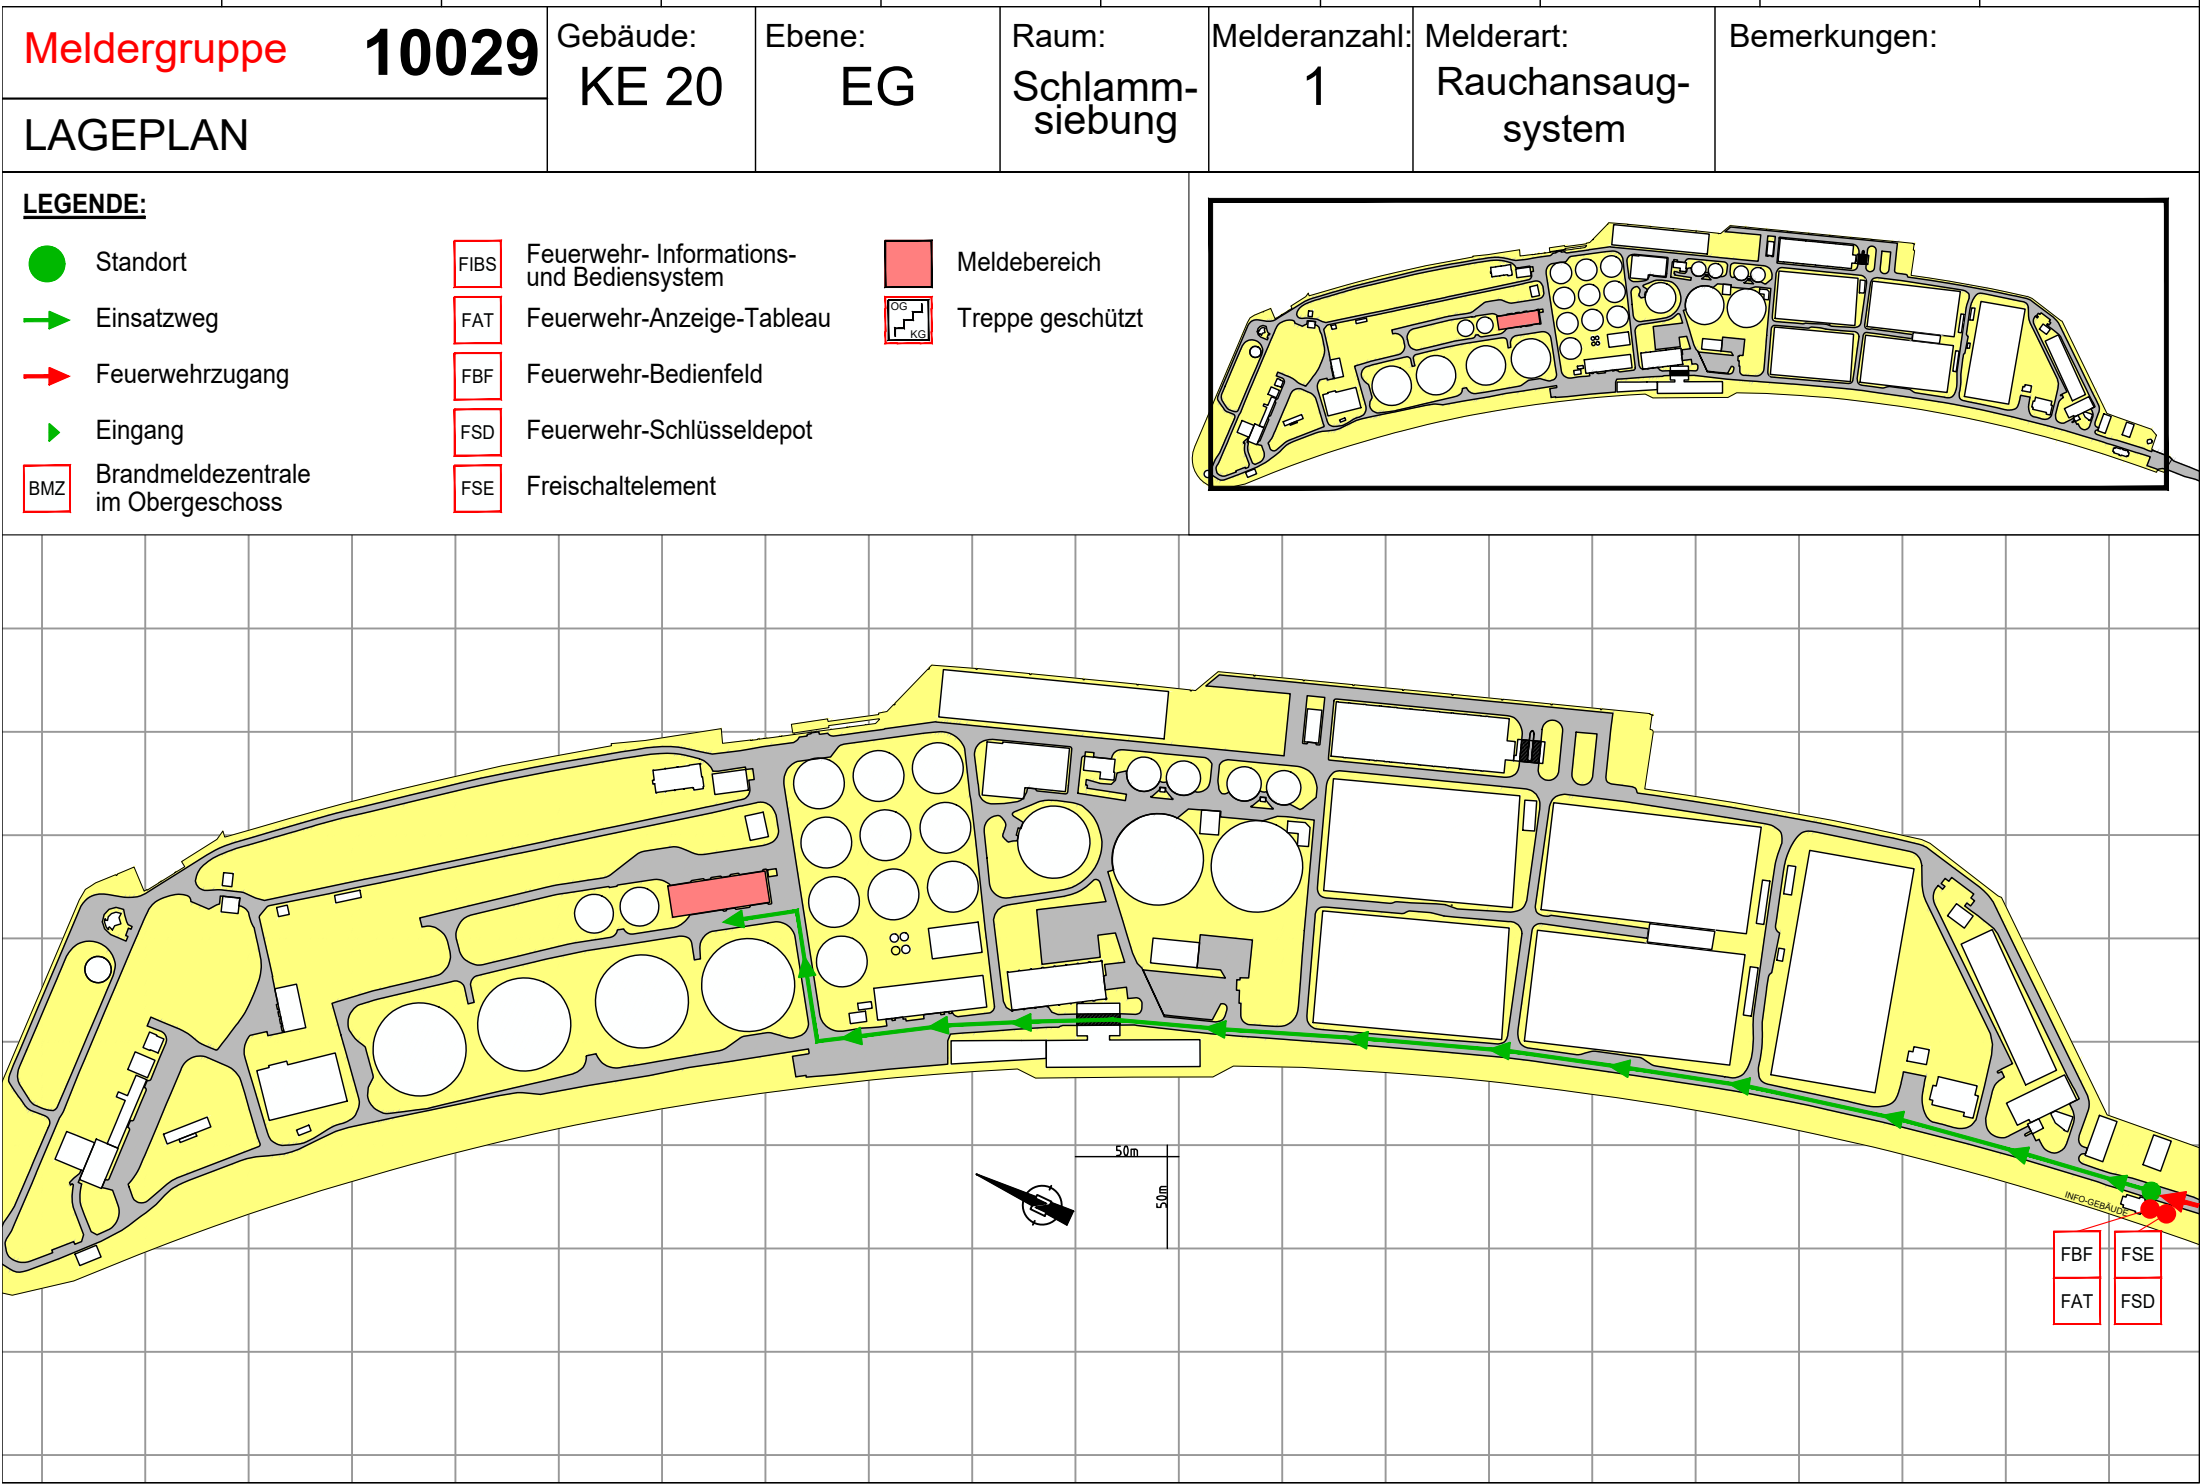 Meldergruppe 10029
LAGEPLAN
Gebäude:
KE 20
Ebene:
EG
Raum:
Schlamm-
siebung
Melderanzahl:
1
Melderart:
Rauchansaug-
system
Bemerkungen:
LEGENDE:
Standort
Einsatzweg
Feuerwehrzugang
Eingang
BMZ
Brandmeldezentrale
im Obergeschoss
FIBS
Feuerwehr- Informations-
und Bediensystem
FAT
Feuerwehr-Anzeige-Tableau
FBF
Feuerwehr-Bedienfeld
FSD
Feuerwehr-Schlüsseldepot
FSE
Freischaltelement
Meldebereich
OG
KG
Treppe geschützt
50m
50m
INFO-GEBÄUDE
FBF
FSE
FAT
FSD